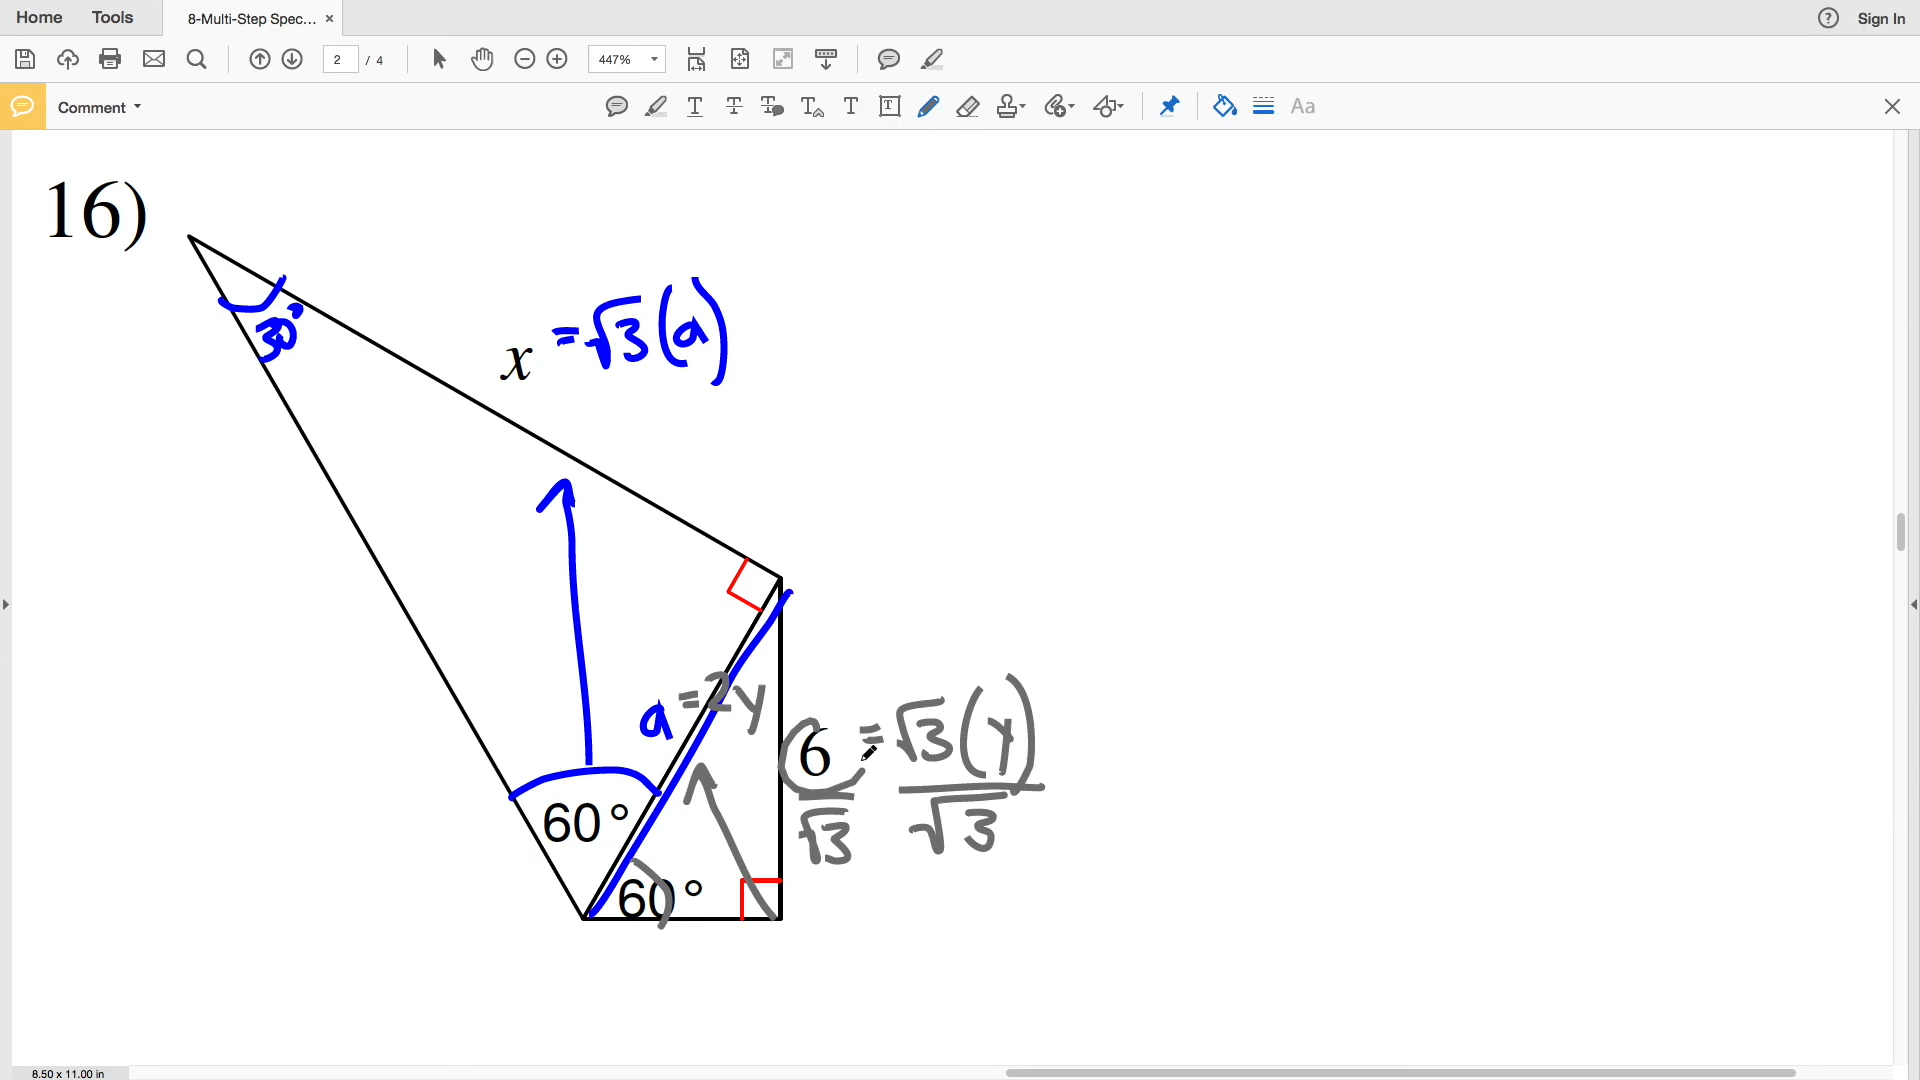 Home Tools 8-Multi-Step Spec... × Sign In
2 / 4 447%
Comment Aa
16)
30°
x =√3(a)
a =2y
6 =√3(y)
√3 √3
60°
60°
8.50 x 11.00 in